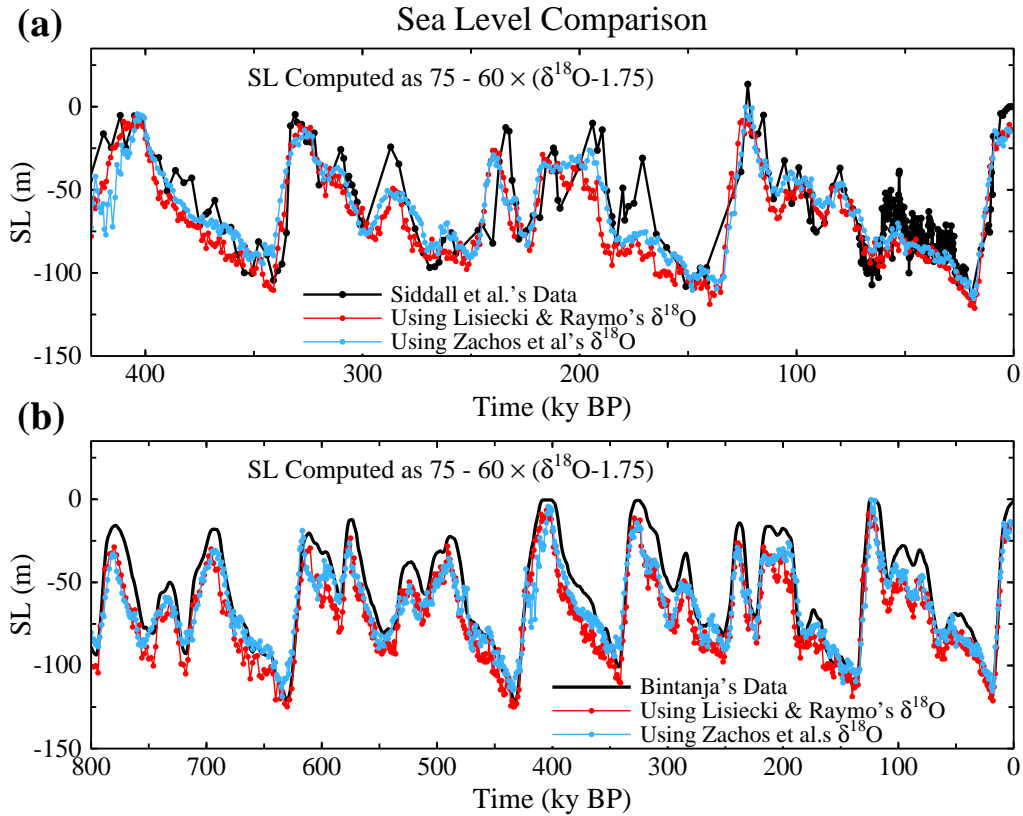 Sea Level Comparison
(a)
SL Computed as 75 - 60 × (δ¹⁸O-1.75)
0
-50
-100
-150
SL (m)
Siddall et al.'s Data
Using Lisiecki & Raymo's δ¹⁸O
Using Zachos et al's δ¹⁸O
400 300 200 100 0
Time (ky BP)
(b)
SL Computed as 75 - 60 × (δ¹⁸O-1.75)
0
-50
-100
-150
SL (m)
Bintanja's Data
Using Lisiecki & Raymo's δ¹⁸O
Using Zachos et al.s δ¹⁸O
800 700 600 500 400 300 200 100 0
Time (ky BP)